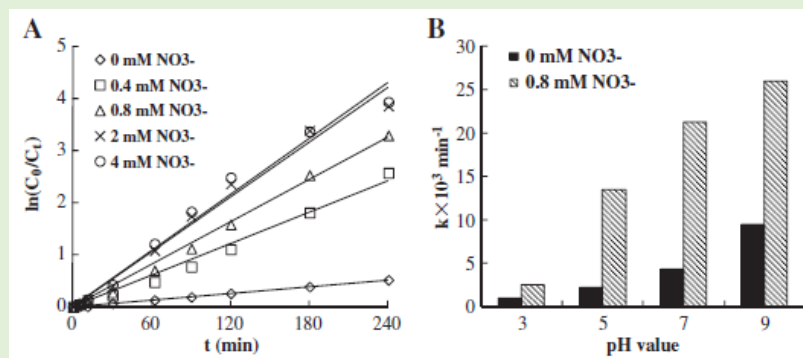 A
ln(C0/Ct)
5
4
3
2
1
0
0 mM NO3-
0.4 mM NO3-
0.8 mM NO3-
2 mM NO3-
4 mM NO3-
0 60 120 180 240
t (min)
B
k×10³ min⁻¹
30
25
20
15
10
5
0
0 mM NO3-
0.8 mM NO3-
3 5 7 9
pH value